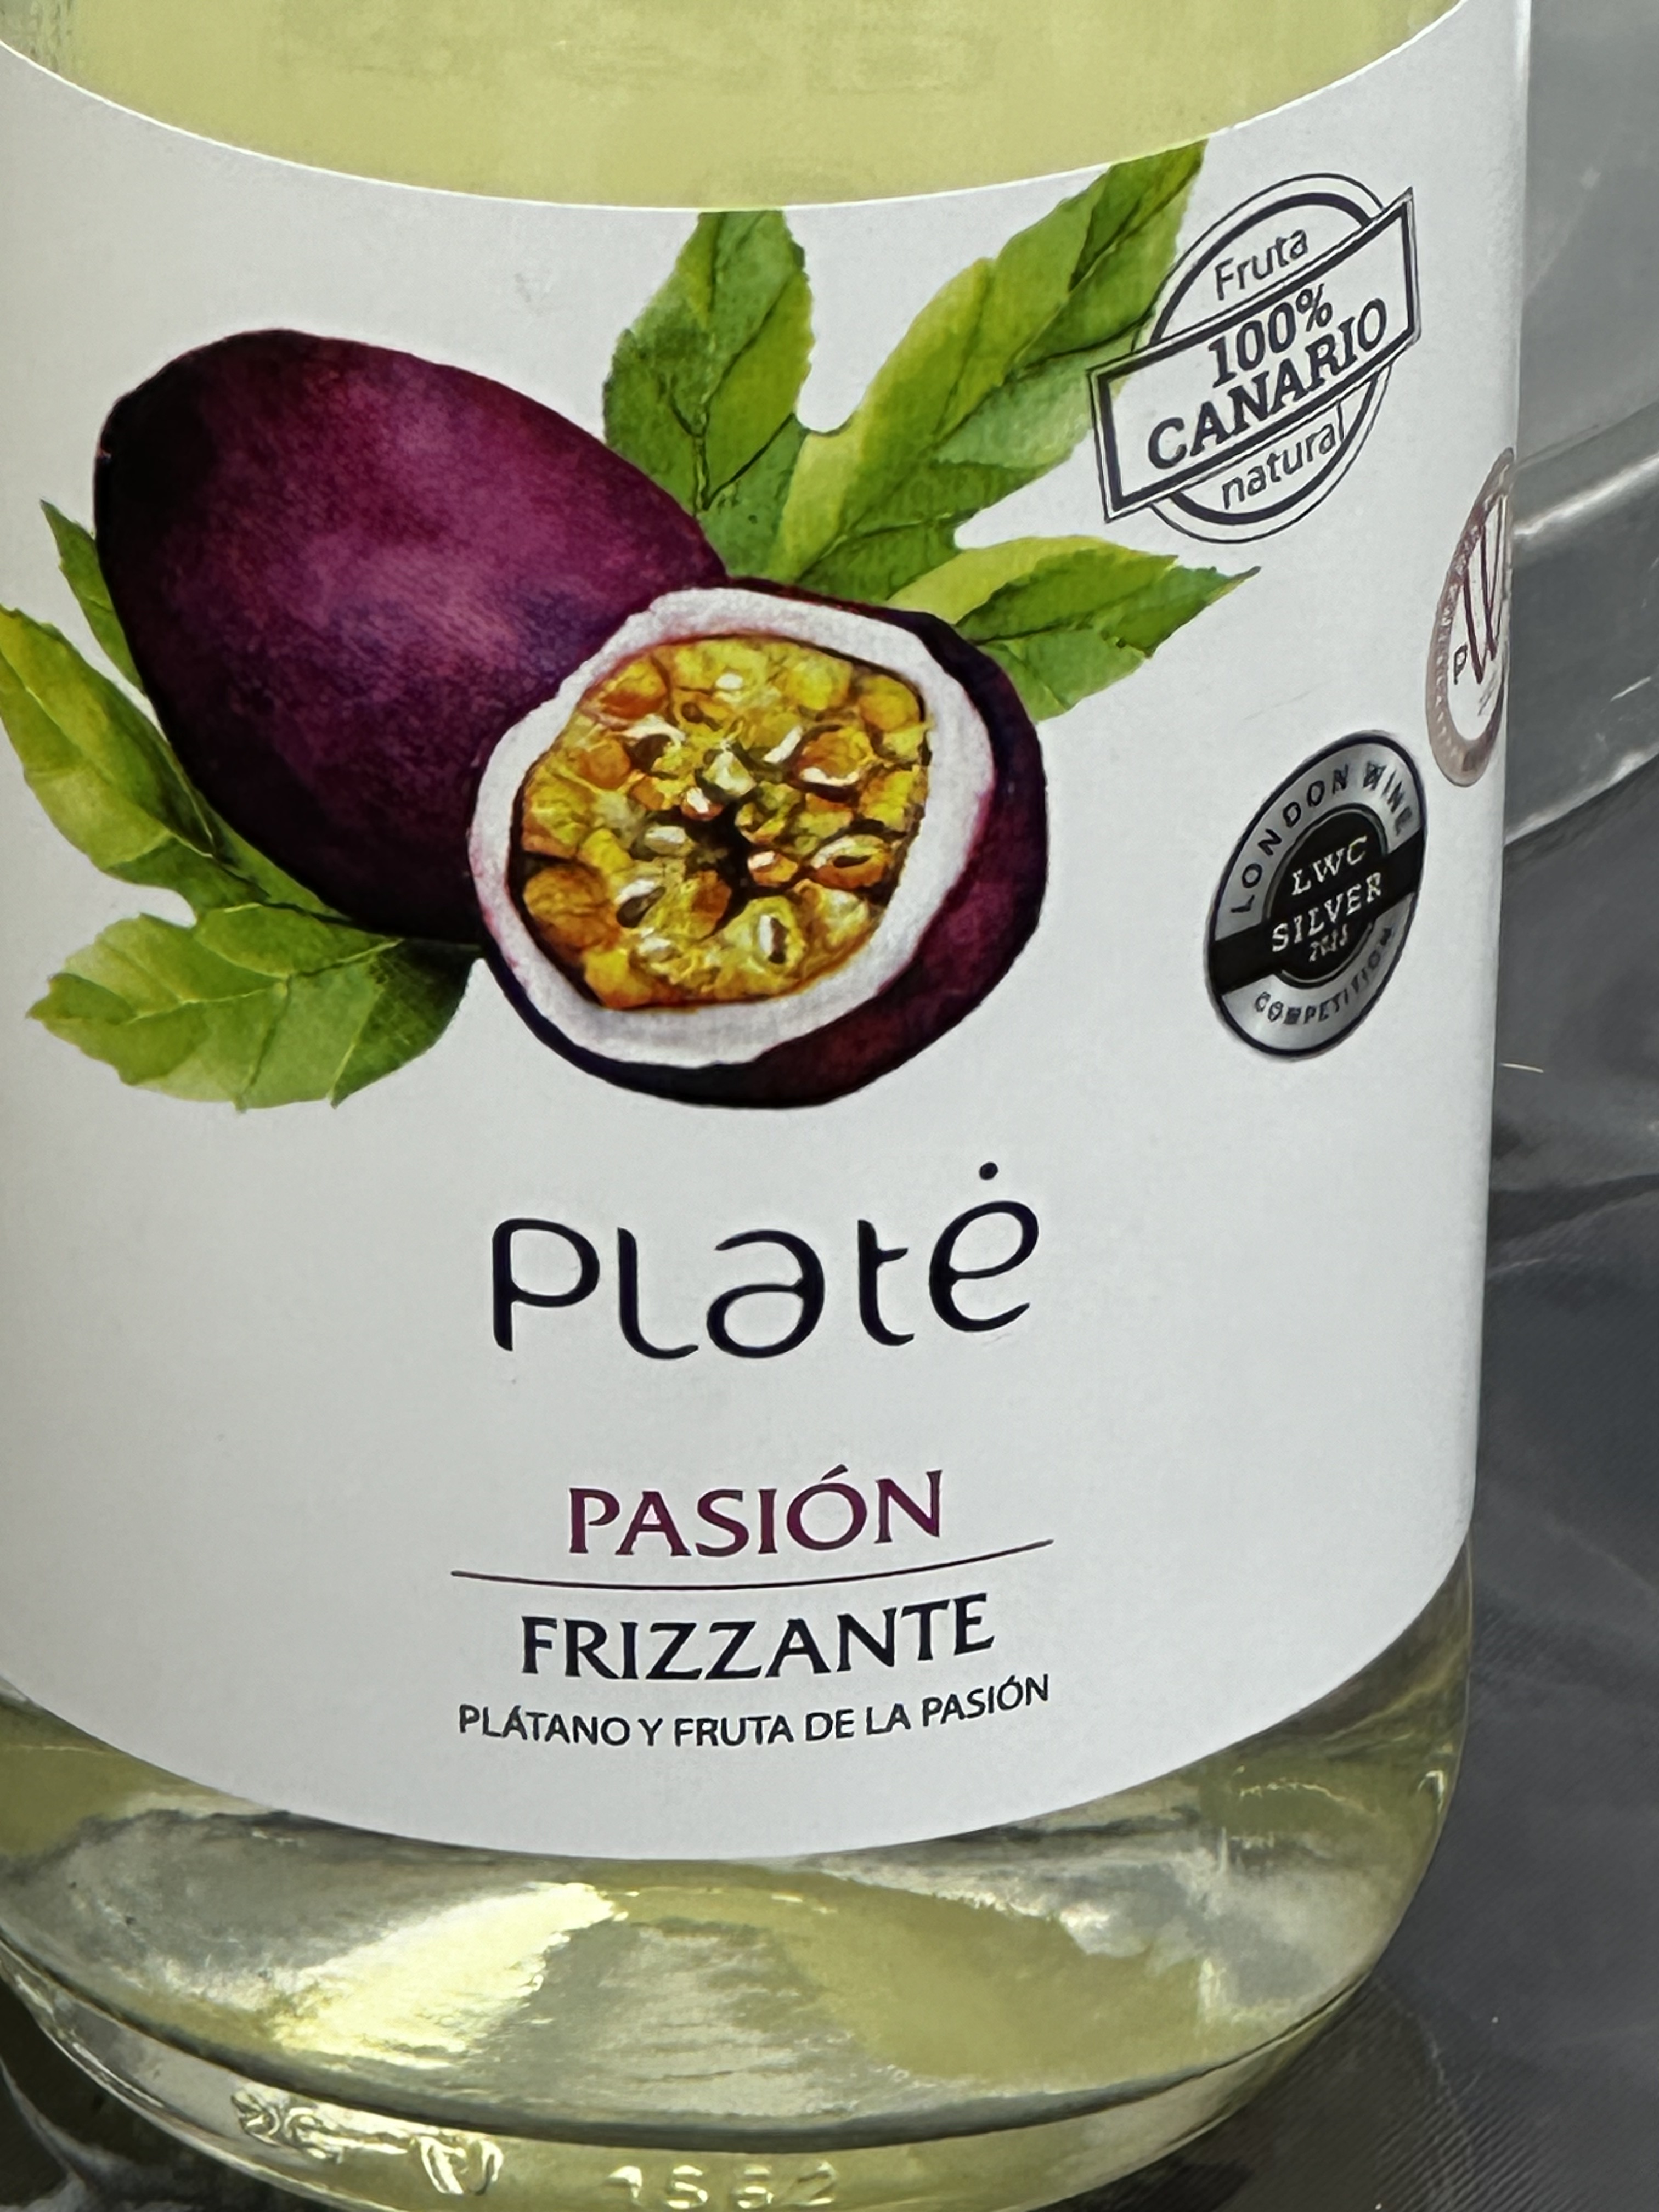 Fruta
100%
CANARIO
natural
LONDON WINE
LWC
SILVER
COMPETITION
Platė
PASIÓN
FRIZZANTE
PLÁTANO Y FRUTA DE LA PASIÓN